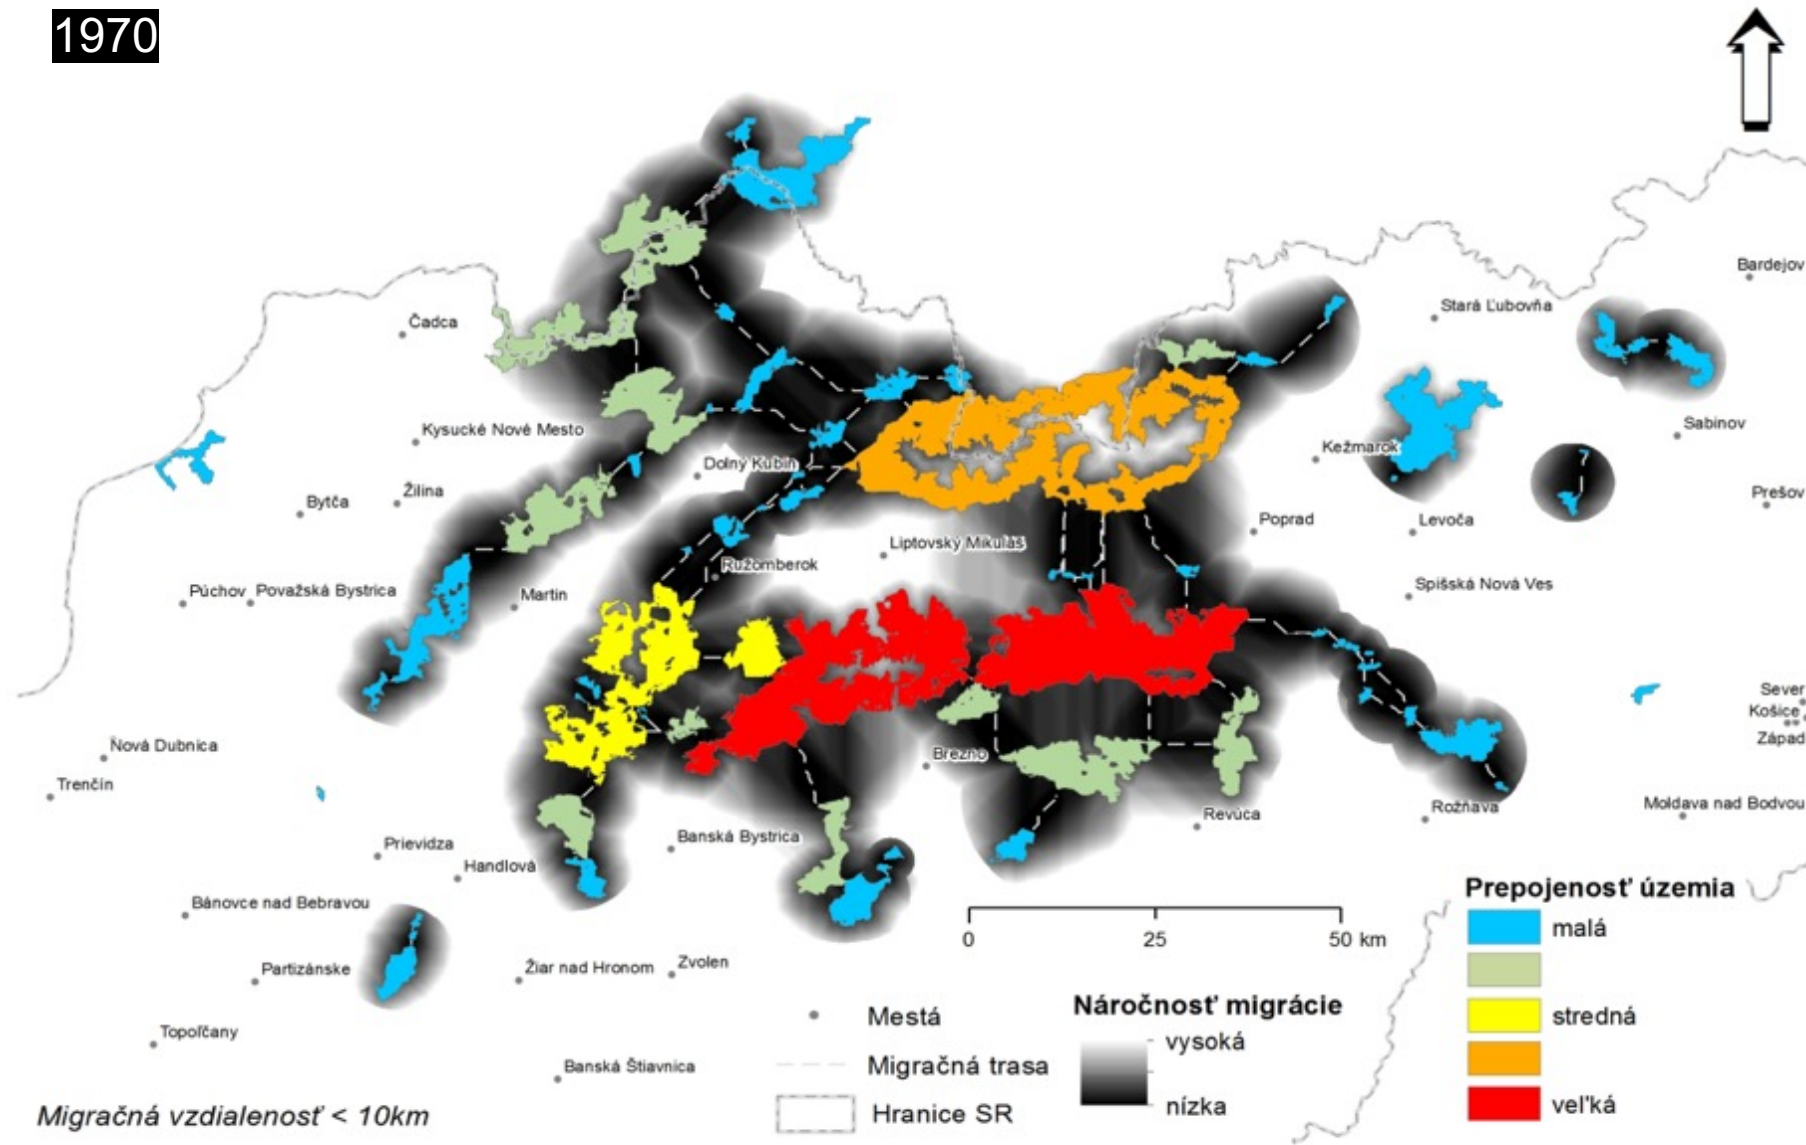 1970
Bardejov
Stará Ľubovňa
Čadca
Sabinov
Kysucké Nové Mesto
Kežmarok
Dolný Kubín
Žilina
Bytča
Prešov
Poprad
Levoča
Liptovský Mikuláš
Ružomberok
Spišská Nová Ves
Púchov
Považská Bystrica
Martin
Sever
Košice
Západ
Nová Dubnica
Brezno
Trenčín
Rožňava
Moldava nad Bodvou
Revúca
Prievidza
Banská Bystrica
Handlová
Bánovce nad Bebravou
Partizánske
Žiar nad Hronom
Zvolen
Topoľčany
Banská Štiavnica
0 25 50 km
Mestá
Migračná trasa
Hranice SR
Náročnosť migrácie
vysoká
nízka
Prepojenosť územia
malá
stredná
veľká
Migračná vzdialenosť < 10km